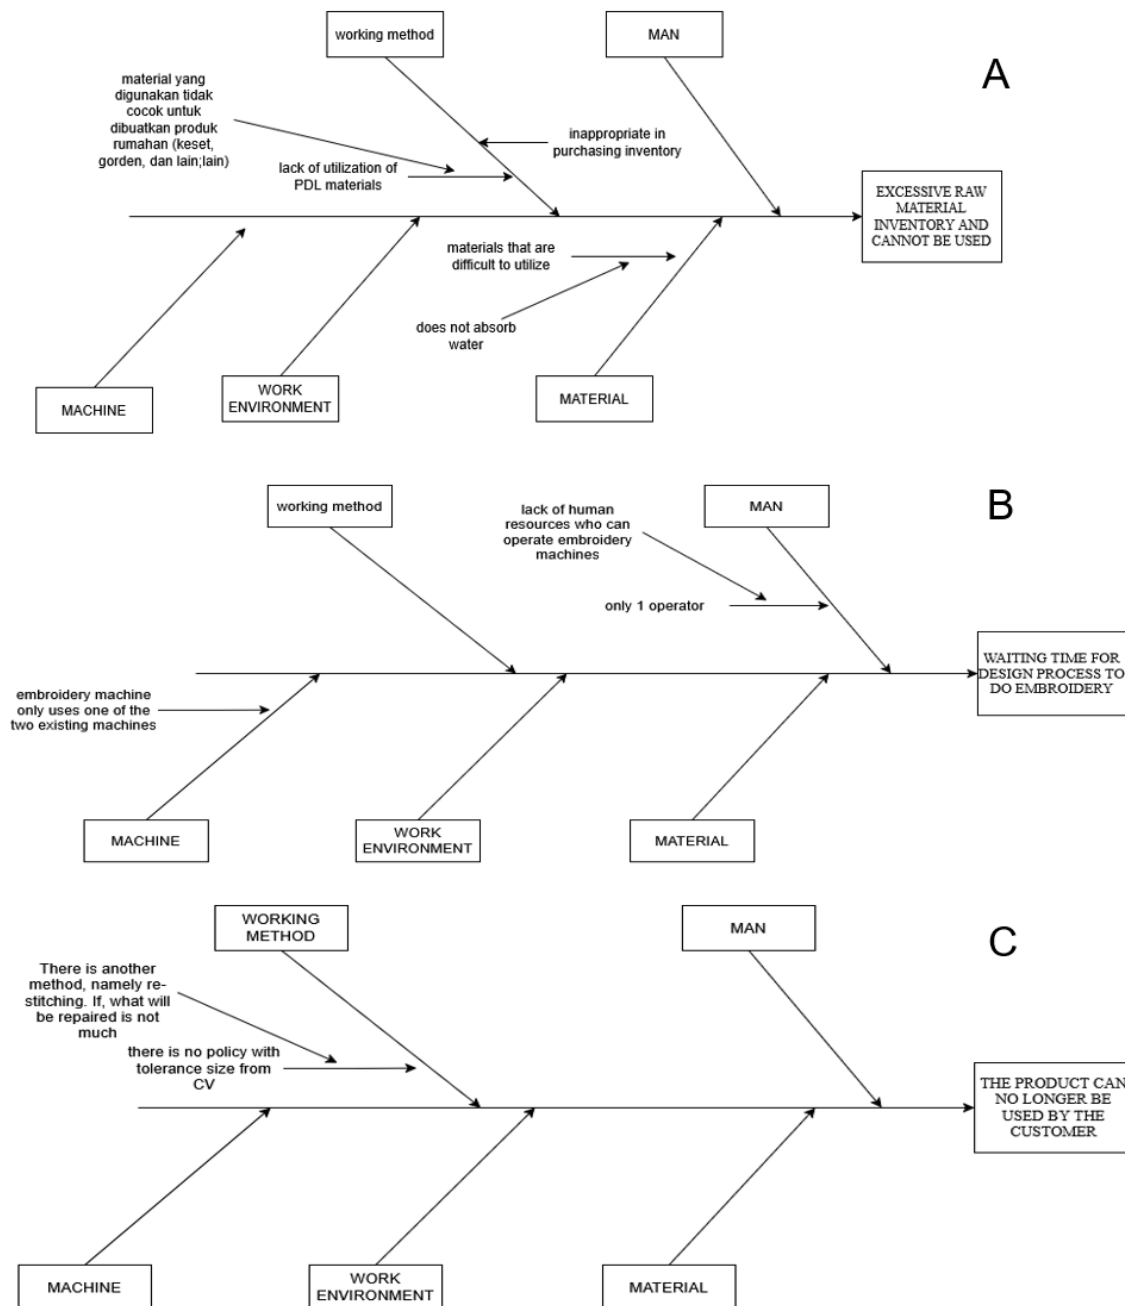 working method
MAN
A
material yang
digunakan tidak
cocok untuk
dibuatkan produk
rumahan (keset,
gorden, dan lain;lain)
inappropriate in
purchasing inventory
lack of utilization of
PDL materials
EXCESSIVE RAW
MATERIAL
INVENTORY AND
CANNOT BE USED
materials that are
difficult to utilize
does not absorb
water
MACHINE
WORK
ENVIRONMENT
MATERIAL
working method
MAN
B
lack of human
resources who can
operate embroidery
machines
only 1 operator
WAITING TIME FOR
DESIGN PROCESS TO
DO EMBROIDERY
embroidery machine
only uses one of the
two existing machines
MACHINE
WORK
ENVIRONMENT
MATERIAL
WORKING
METHOD
MAN
C
There is another
method, namely re-
stitching. If, what will
be repaired is not
much
there is no policy with
tolerance size from
CV
THE PRODUCT CAN
NO LONGER BE
USED BY THE
CUSTOMER
MACHINE
WORK
ENVIRONMENT
MATERIAL